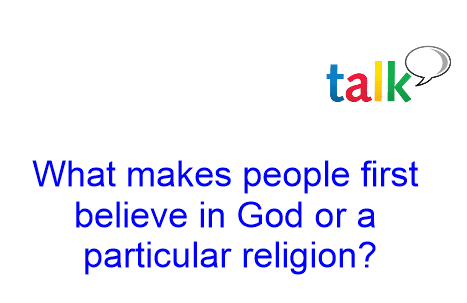 talk
What makes people first
believe in God or a
particular religion?